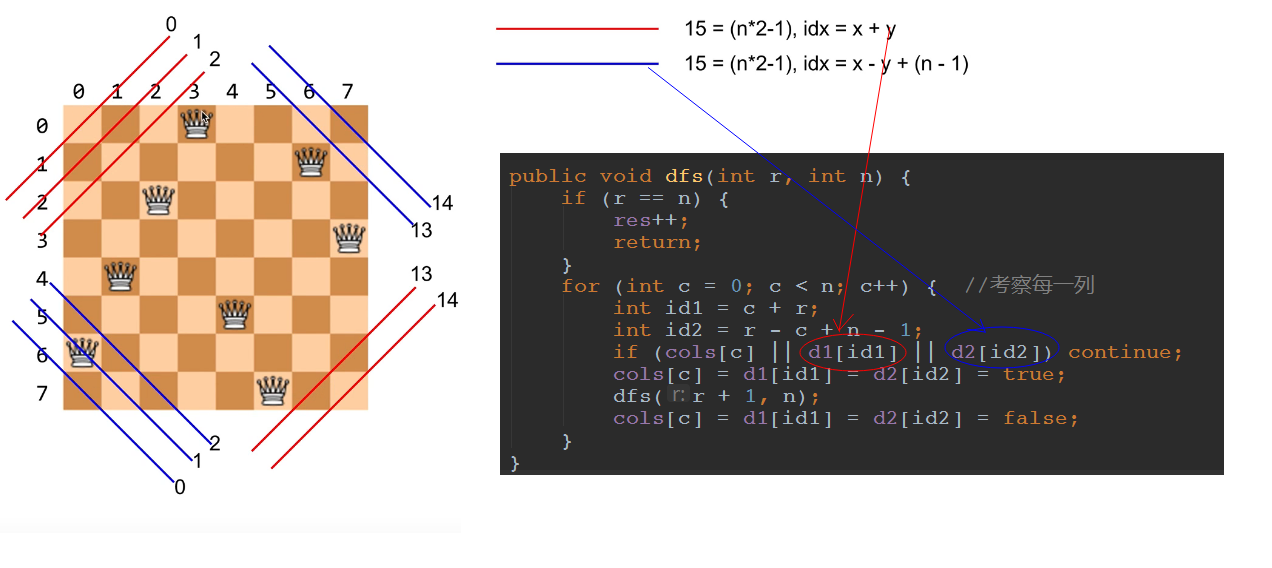 0
1
2
0 1 2 3 4 5 6 7
0
1
2
3
4
5
6
7
14
13
13
14
2
1
0
15 = (n*2-1), idx = x + y
15 = (n*2-1), idx = x - y + (n - 1)
public void dfs(int r, int n) {
if (r == n) {
res++;
return;
}
for (int c = 0; c < n; c++) { //考察每一列
int id1 = c + r;
int id2 = r - c + n - 1;
if (cols[c] || d1[id1] || d2[id2]) continue;
cols[c] = d1[id1] = d2[id2] = true;
dfs( r: r + 1, n);
cols[c] = d1[id1] = d2[id2] = false;
}
}